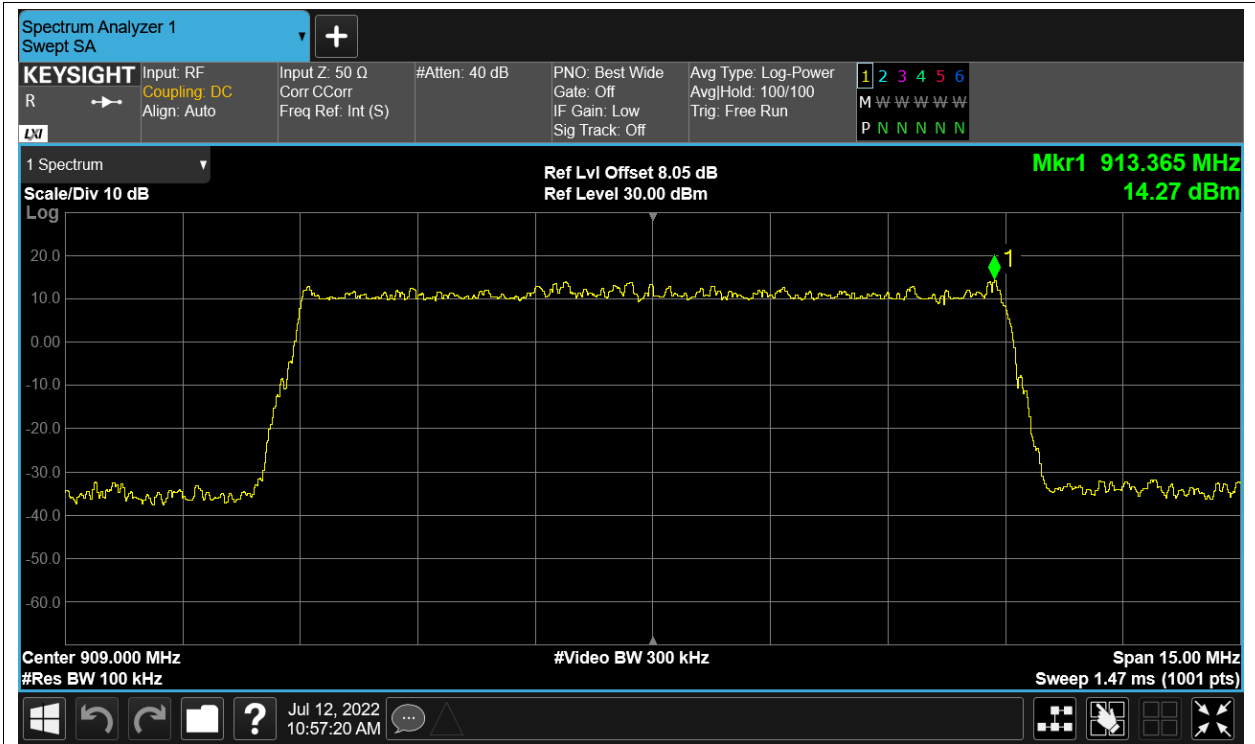 Spectrum Analyzer 1
Swept SA
KEYSIGHT
R
LXI
Input: RF
Coupling: DC
Align: Auto
Input Z: 50 Ω
Corr CCorr
Freq Ref: Int (S)
#Atten: 40 dB
PNO: Best Wide
Gate: Off
IF Gain: Low
Sig Track: Off
Avg Type: Log-Power
Avg|Hold: 100/100
Trig: Free Run
1 2 3 4 5 6
M W W W W W
P N N N N N
1 Spectrum
Ref Lvl Offset 8.05 dB
Mkr1 913.365 MHz
Scale/Div 10 dB
Ref Level 30.00 dBm
14.27 dBm
Log
20.0
1
10.0
0.00
-10.0
-20.0
-30.0
-40.0
-50.0
-60.0
Center 909.000 MHz
#Video BW 300 kHz
Span 15.00 MHz
#Res BW 100 kHz
Sweep 1.47 ms (1001 pts)
?
Jul 12, 2022
10:57:20 AM